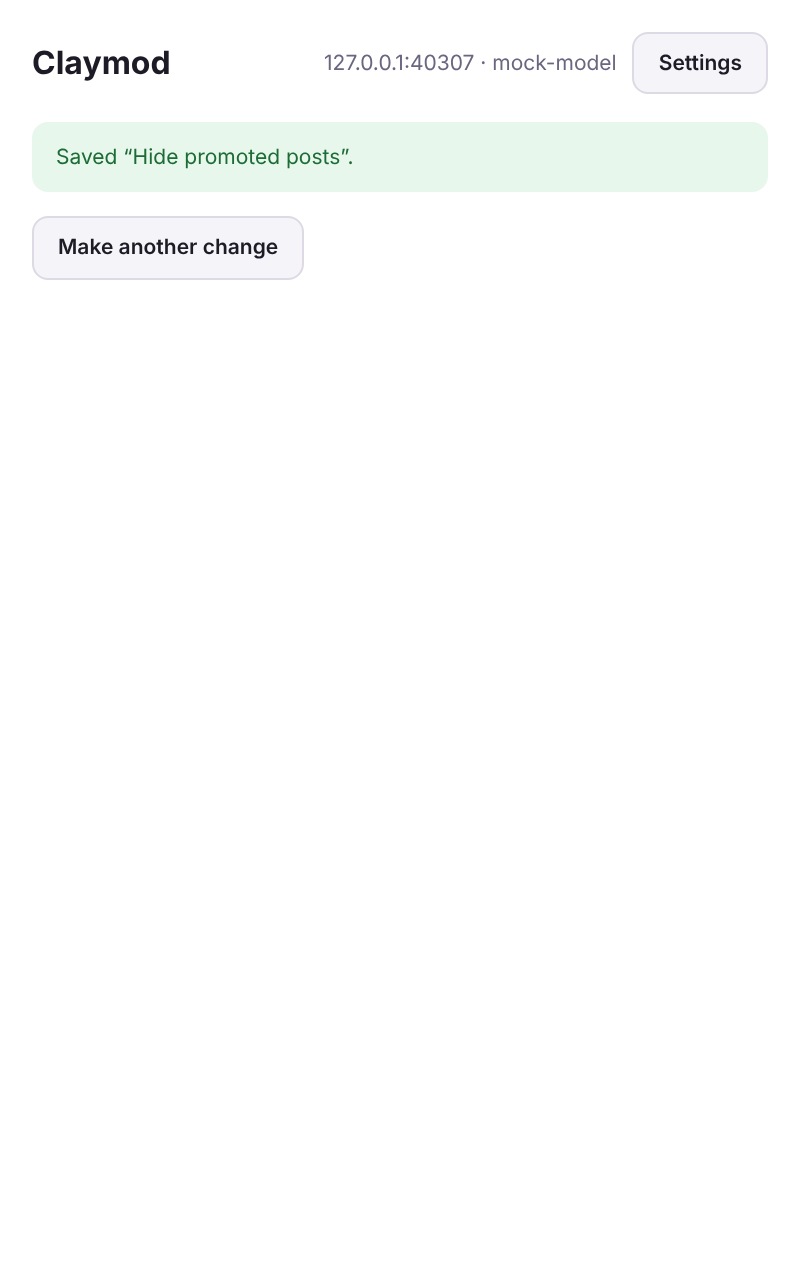 Claymod
127.0.0.1:40307 · mock-model
Settings
Saved “Hide promoted posts”.
Make another change